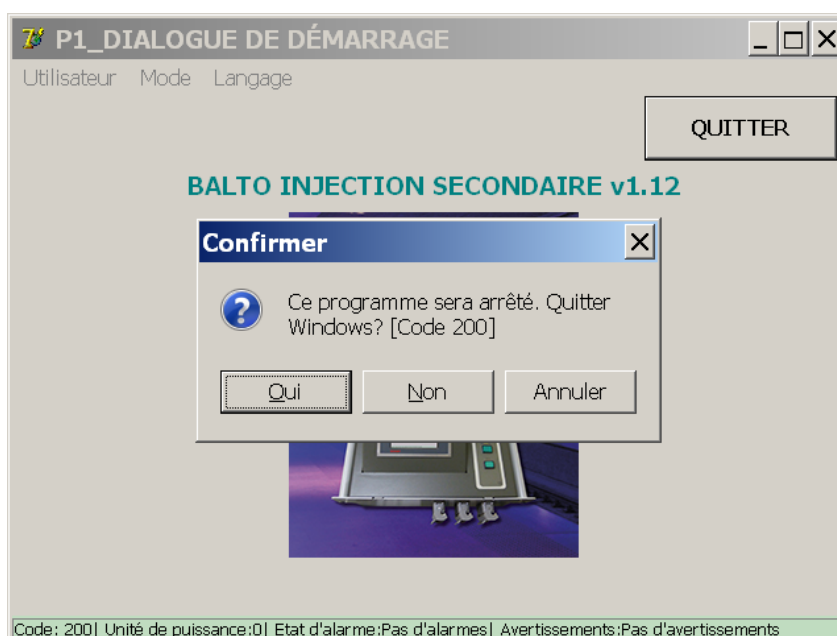 P1_DIALOGUE DE DÉMARRAGE
Utilisateur Mode Langage
QUITTER
BALTO INJECTION SECONDAIRE v1.12
Confirmer
Ce programme sera arrêté. Quitter
Windows? [Code 200]
Oui Non Annuler
Code: 200| Unité de puissance:0| Etat d'alarme:Pas d'alarmes| Avertissements:Pas d'avertissements